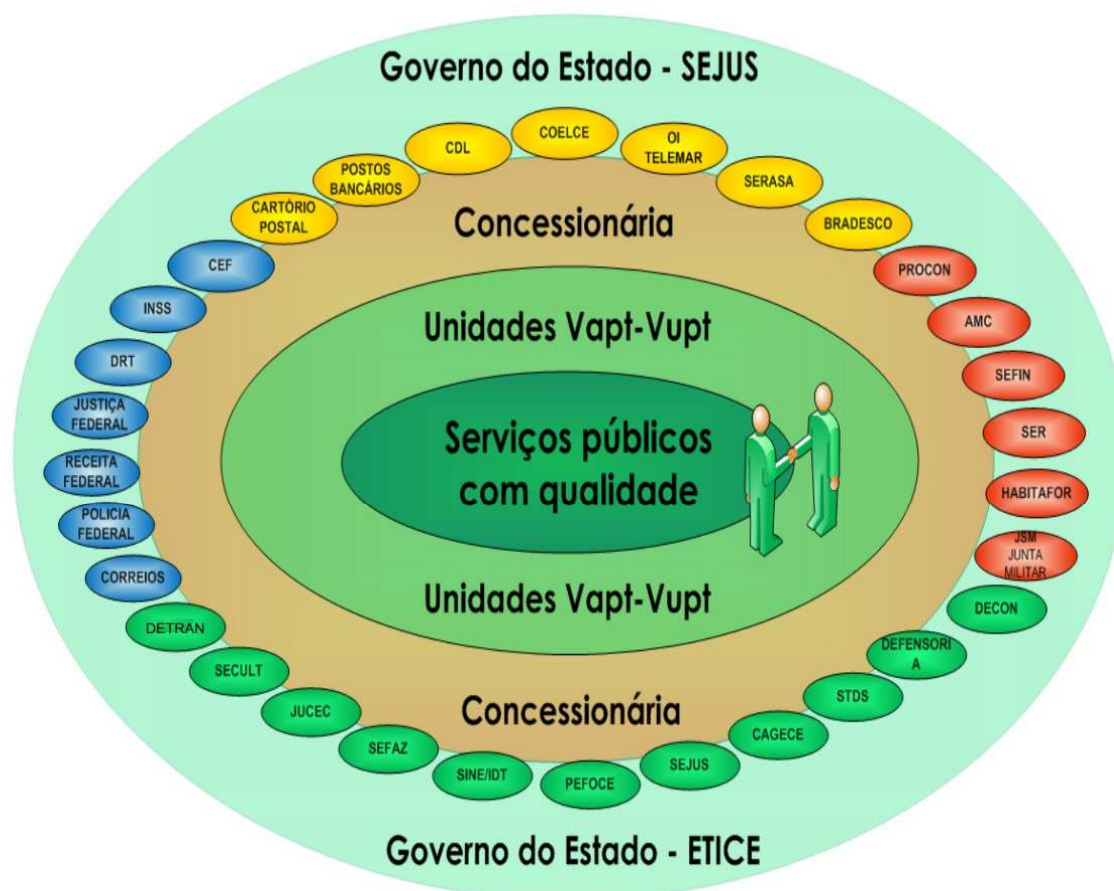 Governo do Estado - SEJUS
COELCE
CDL
OI
TELEMAR
POSTOS
BANCÁRIOS
SERASA
CARTÓRIO
POSTAL
Concessionária
BRADESCO
CEF
PROCON
INSS
Unidades Vapt-Vupt
AMC
DRT
SEFIN
JUSTIÇA
FEDERAL
Serviços públicos
com qualidade
SER
RECEITA
FEDERAL
HABITAFOR
POLICIA
FEDERAL
JSM
JUNTA
MILITAR
CORREIOS
Unidades Vapt-Vupt
DECON
DETRAN
DEFENSORI
A
SECULT
STDS
JUCEC
Concessionária
CAGECE
SEFAZ
SEJUS
SINE/IDT
PEFOCE
Governo do Estado - ETICE